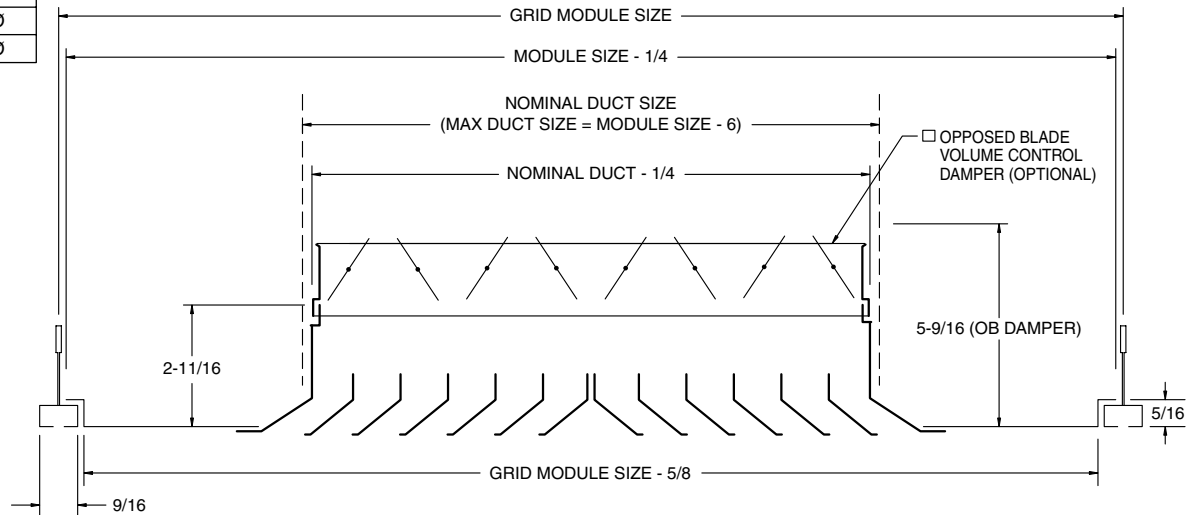 Ø
Ø
GRID MODULE SIZE
MODULE SIZE - 1/4
NOMINAL DUCT SIZE
(MAX DUCT SIZE = MODULE SIZE - 6)
OPPOSED BLADE
VOLUME CONTROL
DAMPER (OPTIONAL)
NOMINAL DUCT - 1/4
5-9/16 (OB DAMPER)
2-11/16
5/16
GRID MODULE SIZE - 5/8
9/16